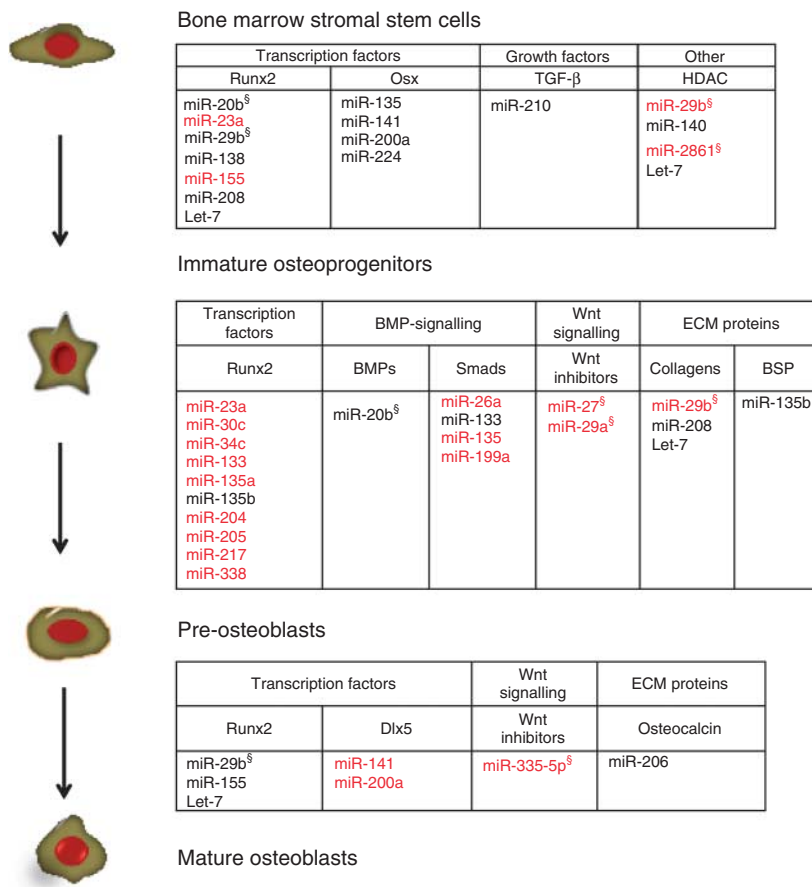 Bone marrow stromal stem cells
Transcription factors Growth factors Other
Runx2 Osx TGF-β HDAC
miR-20b§ miR-135 miR-210 miR-29b§
miR-23a miR-141 miR-140
miR-29b§ miR-200a miR-2861§
miR-138 miR-224 Let-7
miR-155
miR-208
Let-7
Immature osteoprogenitors
Transcription factors BMP-signalling Wnt signalling ECM proteins
Runx2 BMPs Smads Wnt inhibitors Collagens BSP
miR-23a miR-20b§ miR-26a miR-27§ miR-29b§ miR-135b
miR-30c miR-133 miR-29a§ miR-208
miR-34c miR-135 Let-7
miR-133 miR-199a
miR-135a
miR-135b
miR-204
miR-205
miR-217
miR-338
Pre-osteoblasts
Transcription factors Wnt signalling ECM proteins
Runx2 Dlx5 Wnt inhibitors Osteocalcin
miR-29b§ miR-141 miR-335-5p§ miR-206
miR-155 miR-200a
Let-7
Mature osteoblasts